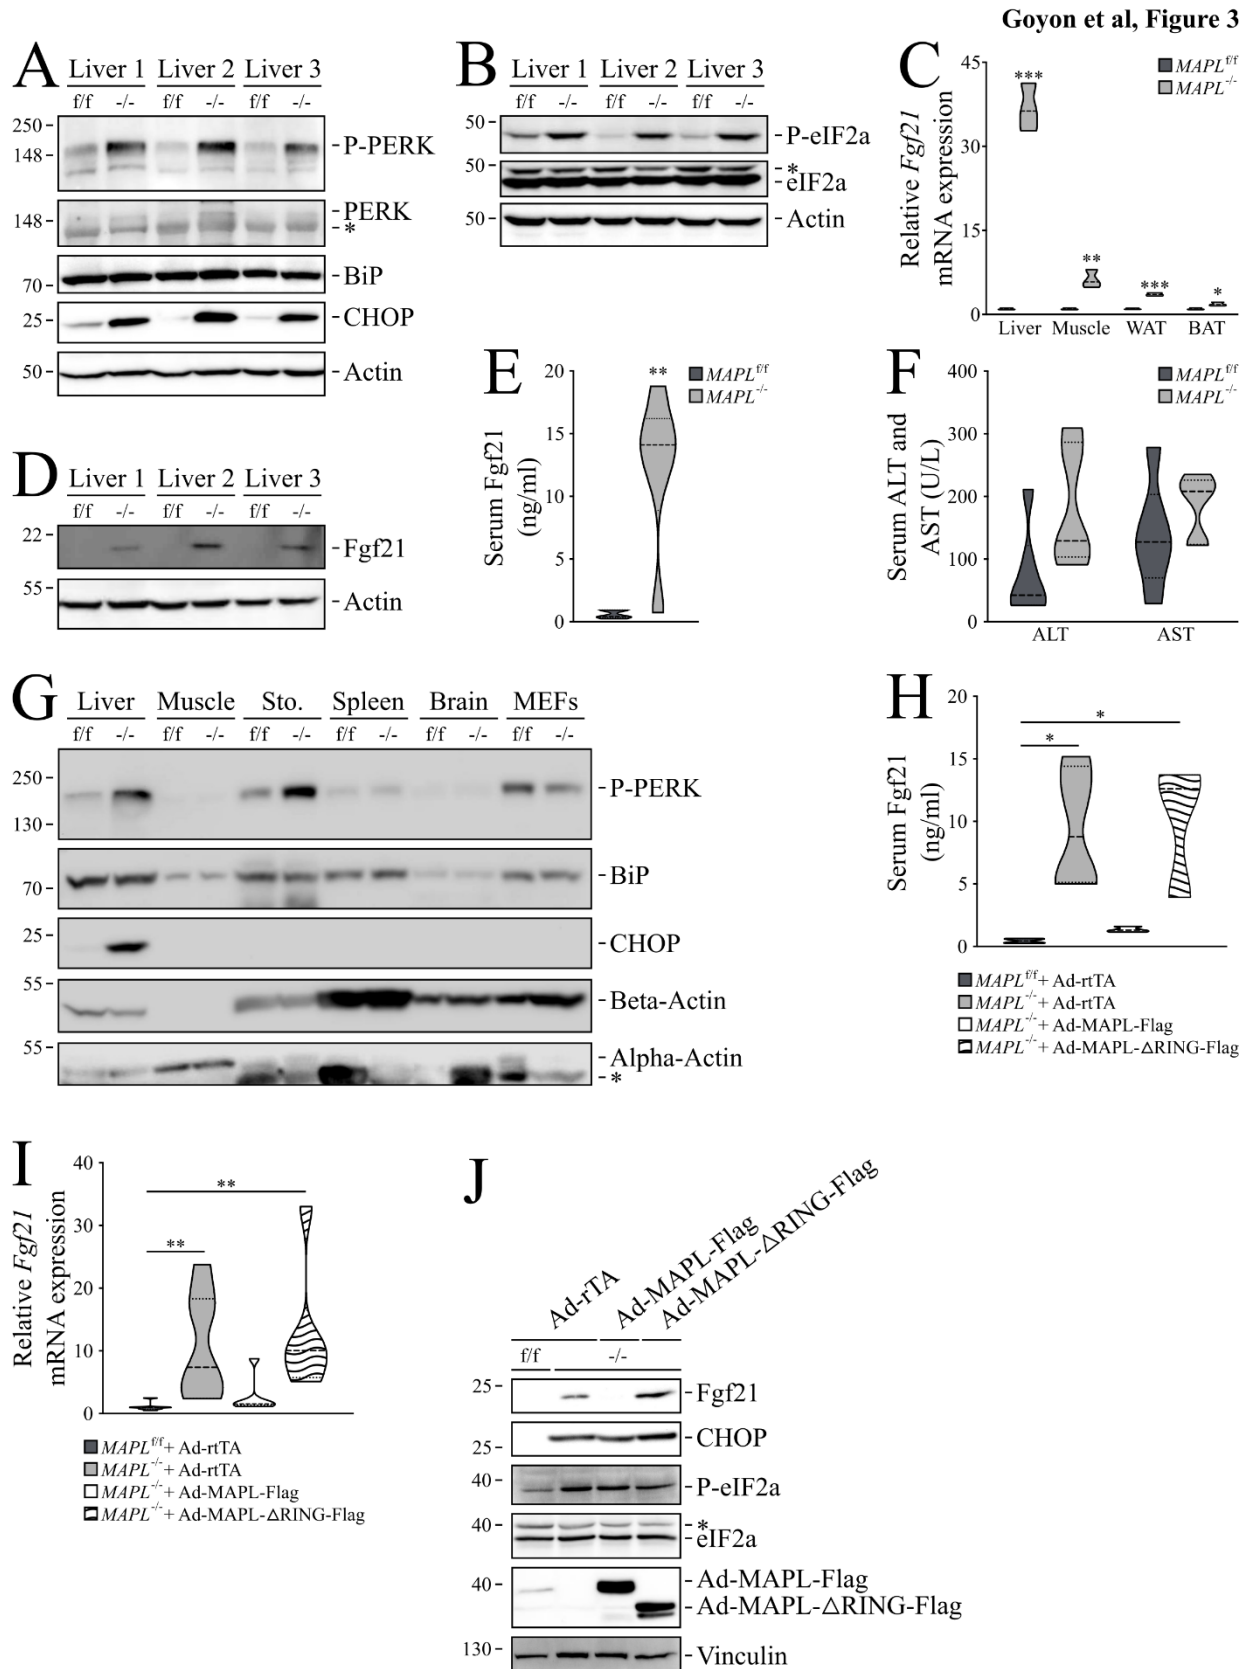 Goyon et al, Figure 3
A
Liver 1 Liver 2 Liver 3
f/f -/- f/f -/- f/f -/-
250
148
P-PERK
148
PERK
*
70
BiP
25
CHOP
50
Actin
B
Liver 1 Liver 2 Liver 3
f/f -/- f/f -/- f/f -/-
50
P-eIF2a
50
*
eIF2a
50
Actin
C
Relative Fgf21
mRNA expression
45
30
15
0
***
**
***
*
Liver Muscle WAT BAT
MAPL f/f
MAPL -/-
D
Liver 1 Liver 2 Liver 3
f/f -/- f/f -/- f/f -/-
22
Fgf21
55
Actin
E
Serum Fgf21
(ng/ml)
20
15
10
5
0
**
MAPL f/f
MAPL -/-
F
Serum ALT and
AST (U/L)
400
300
200
100
0
ALT AST
MAPL f/f
MAPL -/-
G
Liver Muscle Sto. Spleen Brain MEFs
f/f -/- f/f -/- f/f -/- f/f -/- f/f -/- f/f -/-
250
130
P-PERK
70
BiP
25
CHOP
55
Beta-Actin
55
Alpha-Actin
*
H
Serum Fgf21
(ng/ml)
20
15
10
5
0
*
*
MAPL f/f + Ad-rtTA
MAPL -/- + Ad-rtTA
MAPL -/- + Ad-MAPL-Flag
MAPL -/- + Ad-MAPL-△RING-Flag
I
Relative Fgf21
mRNA expression
40
30
20
10
0
**
**
MAPL f/f + Ad-rtTA
MAPL -/- + Ad-rtTA
MAPL -/- + Ad-MAPL-Flag
MAPL -/- + Ad-MAPL-△RING-Flag
J
Ad-rTA
Ad-MAPL-Flag
Ad-MAPL-△RING-Flag
f/f -/-
25
Fgf21
25
CHOP
40
P-eIF2a
40
*
eIF2a
40
Ad-MAPL-Flag
Ad-MAPL-△RING-Flag
130
Vinculin